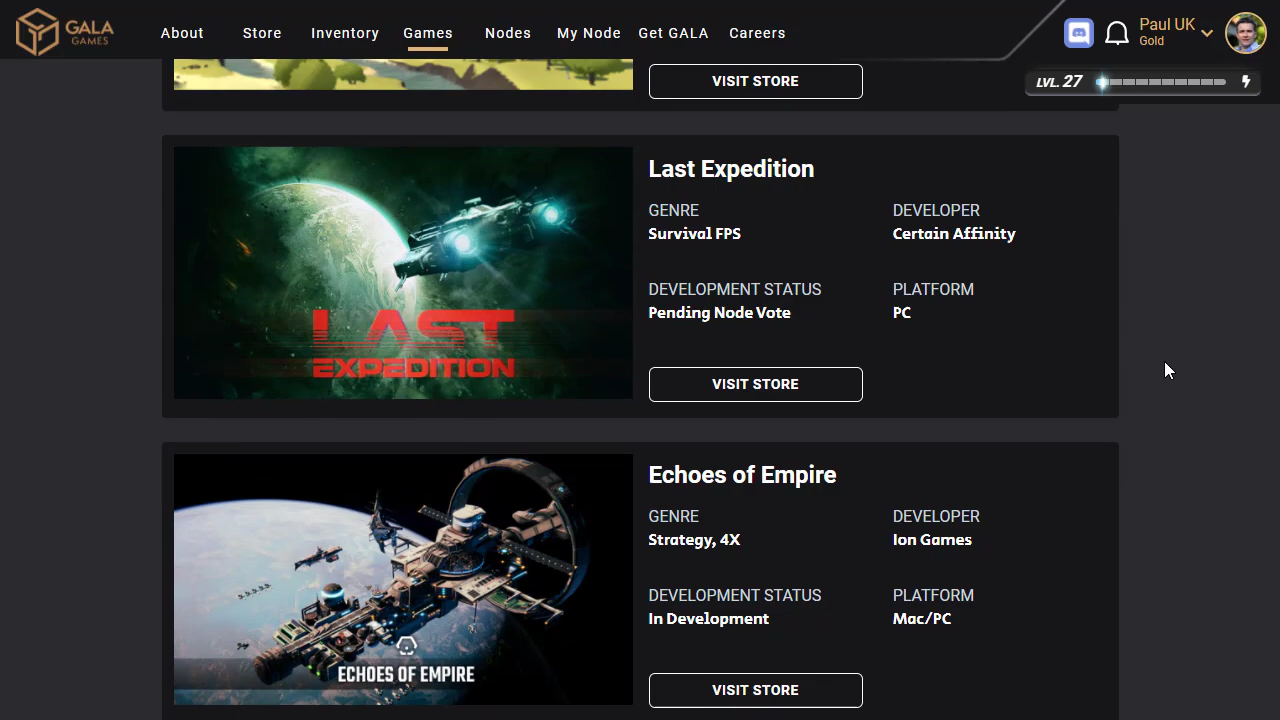 GALA
GAMES
About Store Inventory Games Nodes My Node Get GALA Careers
Paul UK
Gold
LVL. 27
VISIT STORE
LAST
EXPEDITION
Last Expedition
GENRE DEVELOPER
Survival FPS Certain Affinity
DEVELOPMENT STATUS PLATFORM
Pending Node Vote PC
VISIT STORE
ECHOES OF EMPIRE
Echoes of Empire
GENRE DEVELOPER
Strategy, 4X Ion Games
DEVELOPMENT STATUS PLATFORM
In Development Mac/PC
VISIT STORE